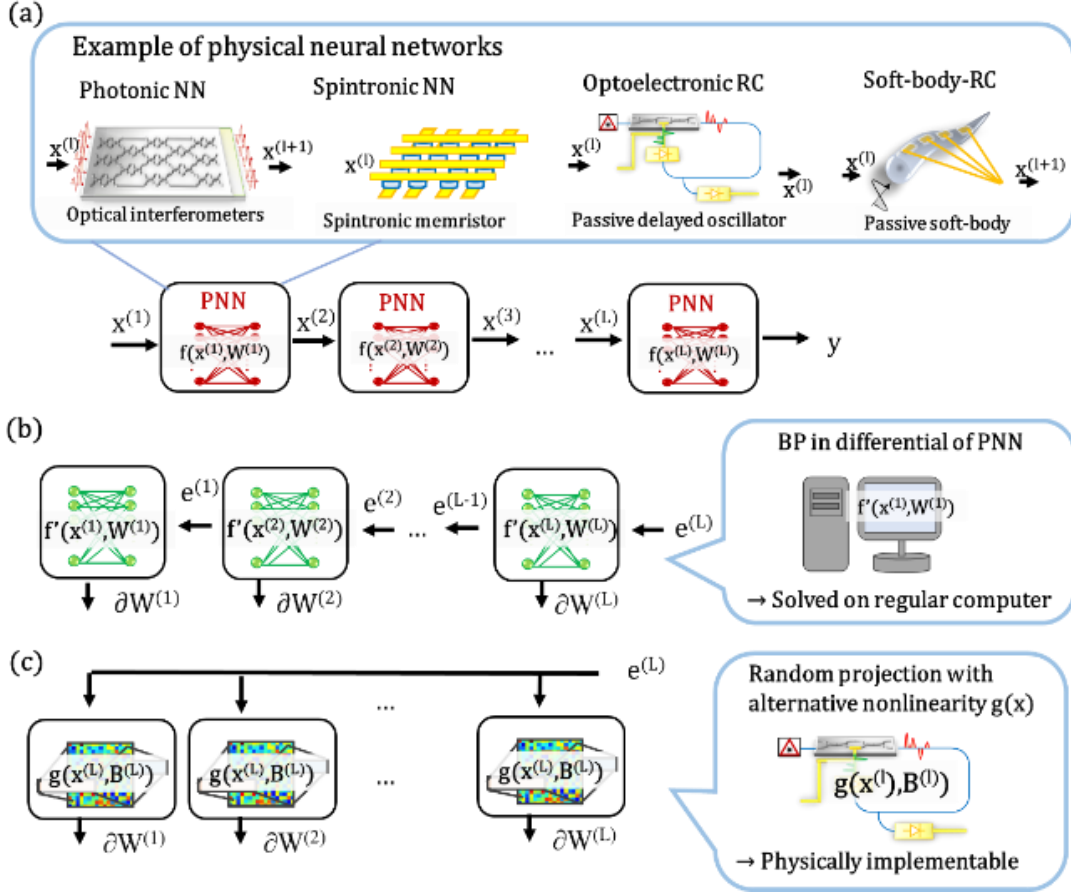 (a)
Example of physical neural networks
Photonic NN Spintronic NN Optoelectronic RC Soft-body-RC
x^(l) x^(l+1) x^(l) x^(l) x^(l) x^(l) x^(l+1)
Optical interferometers Spintronic memristor Passive delayed oscillator Passive soft-body
x^(1) PNN x^(2) PNN x^(3) x^(L) PNN
f(x^(1),W^(1)) f(x^(2),W^(2)) ... f(x^(L),W^(L)) y
(b)
BP in differential of PNN
e^(1) e^(2) e^(L-1) e^(L)
f'(x^(1),W^(1)) f'(x^(2),W^(2)) ... f'(x^(L),W^(L)) f'(x^(1),W^(1))
∂W^(1) ∂W^(2) ∂W^(L)
→ Solved on regular computer
(c)
e^(L)
...
Random projection with
alternative nonlinearity g(x)
g(x^(L),B^(L)) g(x^(L),B^(L)) ... g(x^(L),B^(L)) g(x^(l),B^(l))
∂W^(1) ∂W^(2) ∂W^(L)
→ Physically implementable